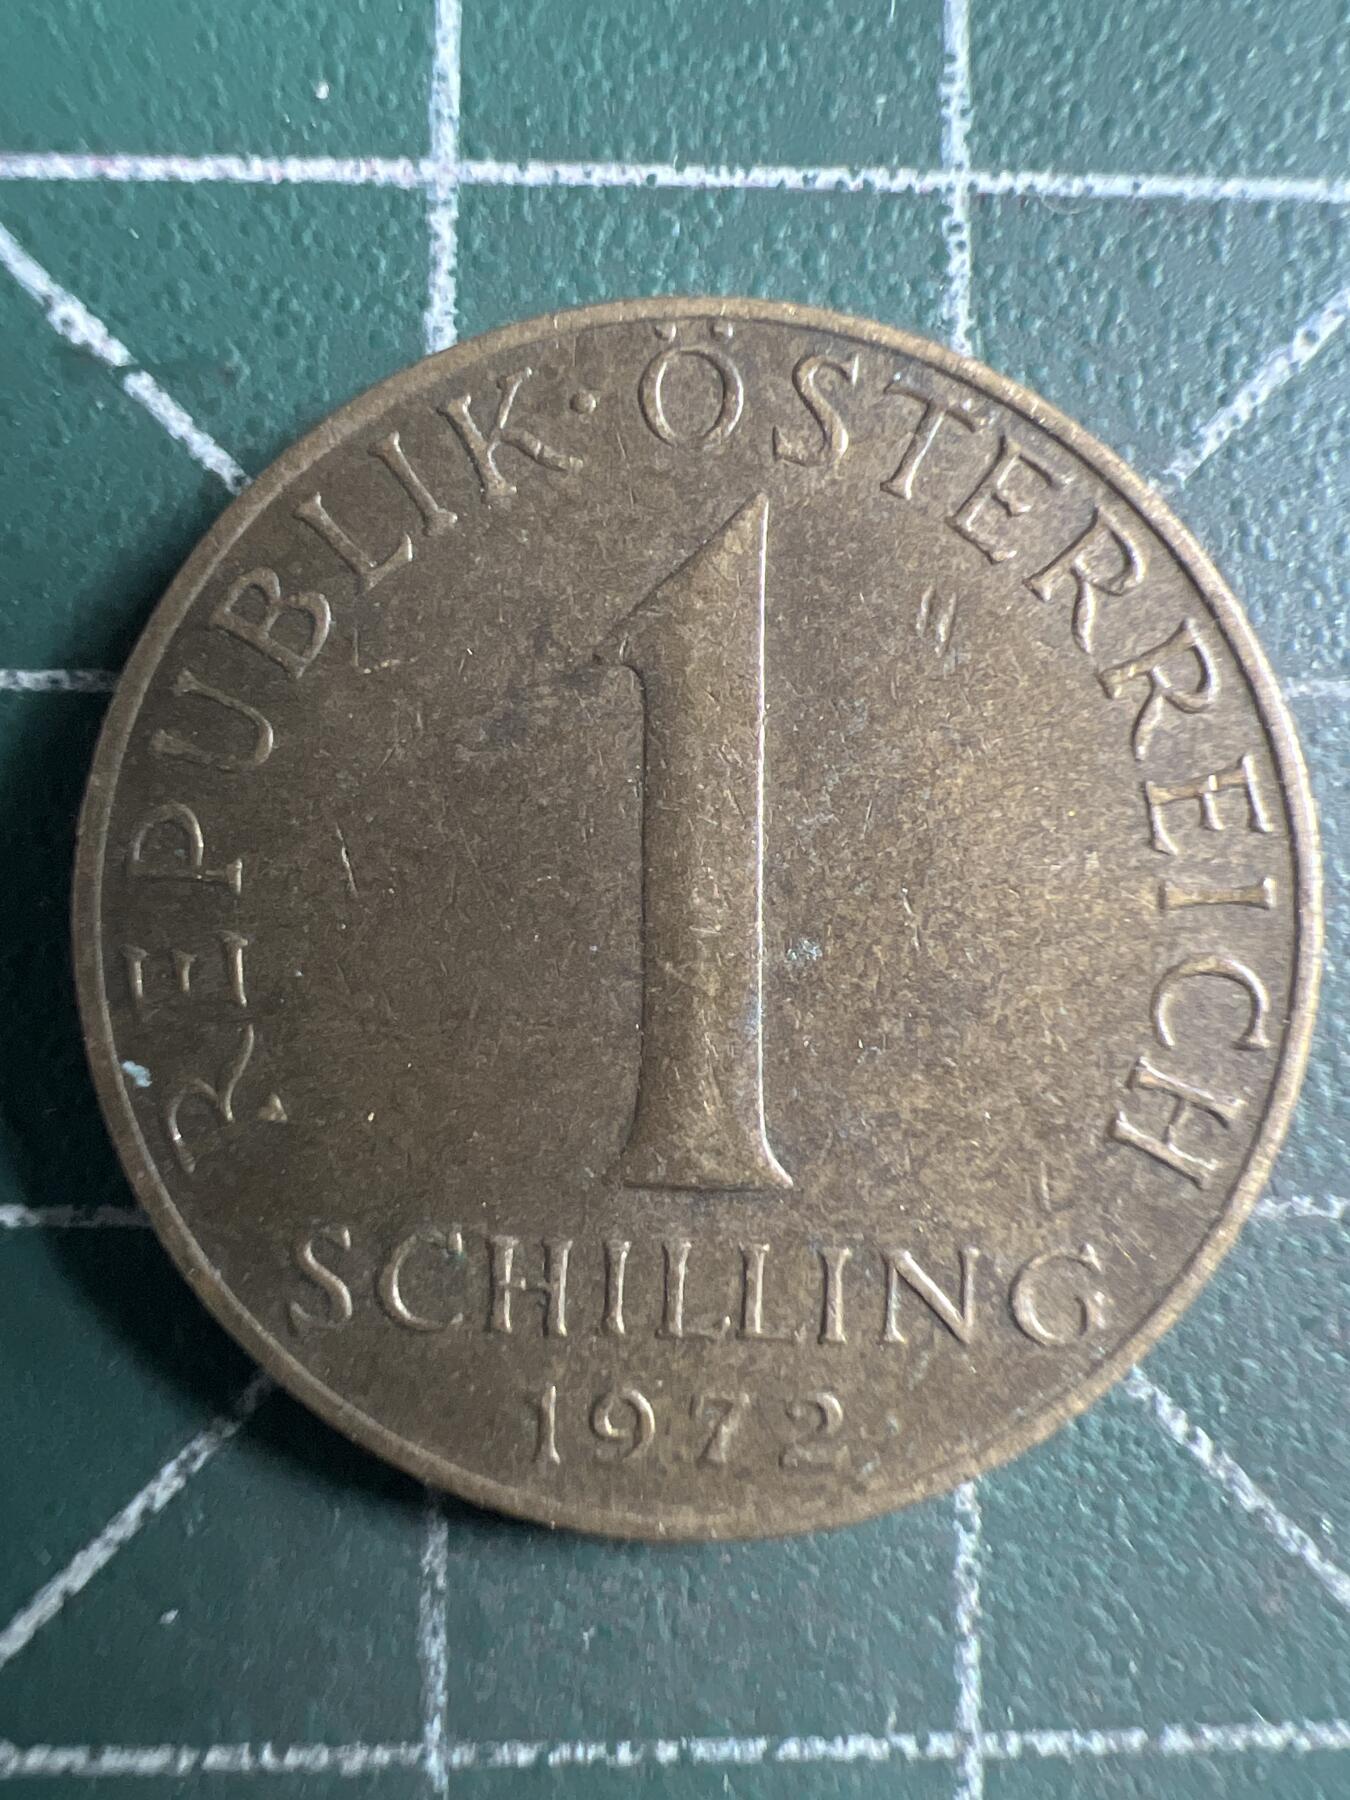 REPUBLIK · ÖSTERREICH
1
SCHILLING
1972